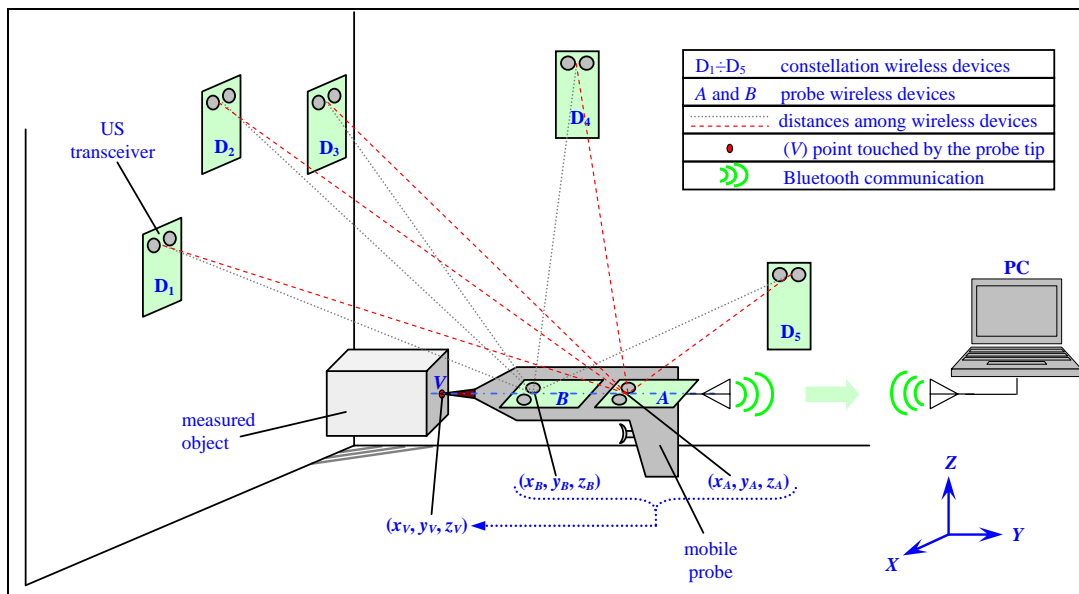 D1÷D5 constellation wireless devices
A and B probe wireless devices
distances among wireless devices
(V) point touched by the probe tip
Bluetooth communication
US
transceiver
D2
D3
D4
D1
D5
PC
V
B
A
measured
object
(xB, yB, zB)
(xA, yA, zA)
(xV, yV, zV)
mobile
probe
Z
Y
X